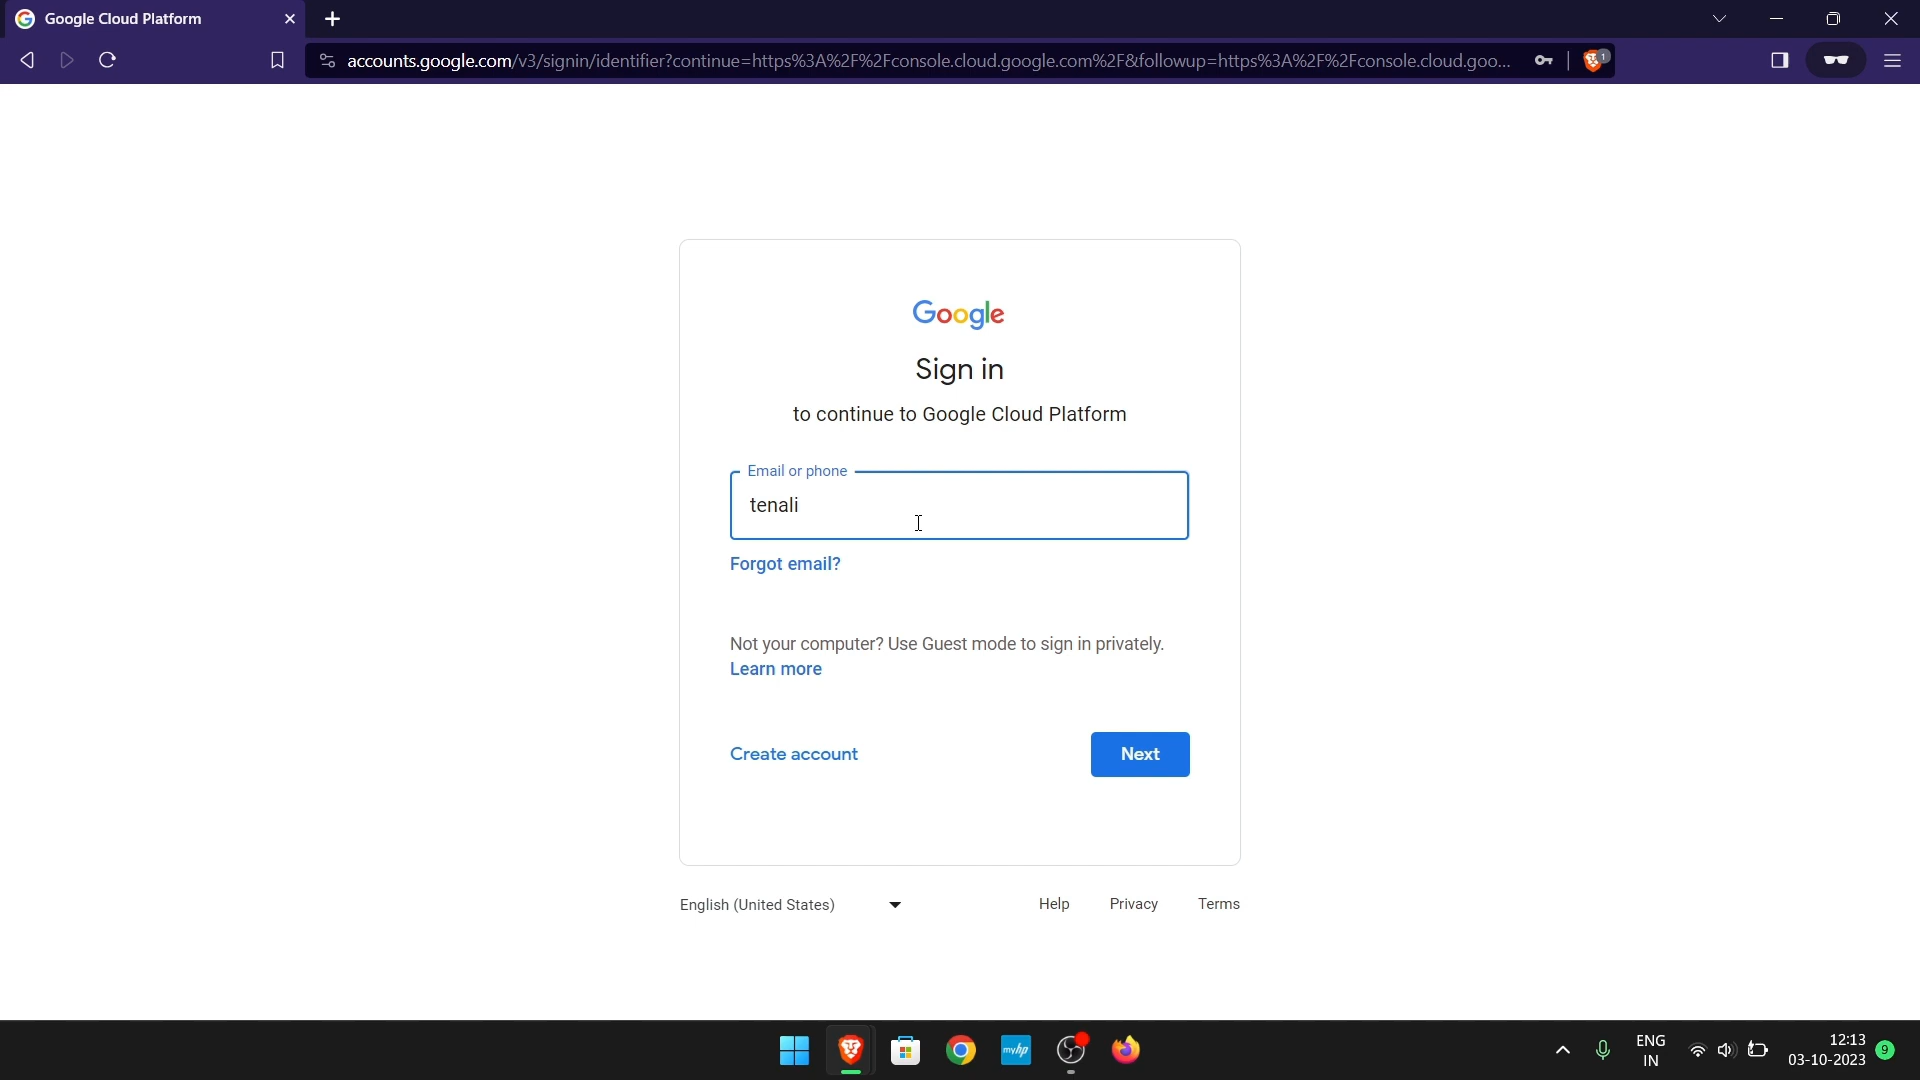 Google Cloud Platform
accounts.google.com/v3/signin/identifier?continue=https%3A%2F%2Fconsole.cloud.google.com%2F&followup=https%3A%2F%2Fconsole.cloud.goo...
1
Google
Sign in
to continue to Google Cloud Platform
Email or phone
tenali
Forgot email?
Not your computer? Use Guest mode to sign in privately.
Learn more
Create account
Next
English (United States)
Help
Privacy
Terms
myhp
ENG
IN
12:13
03-10-2023
9